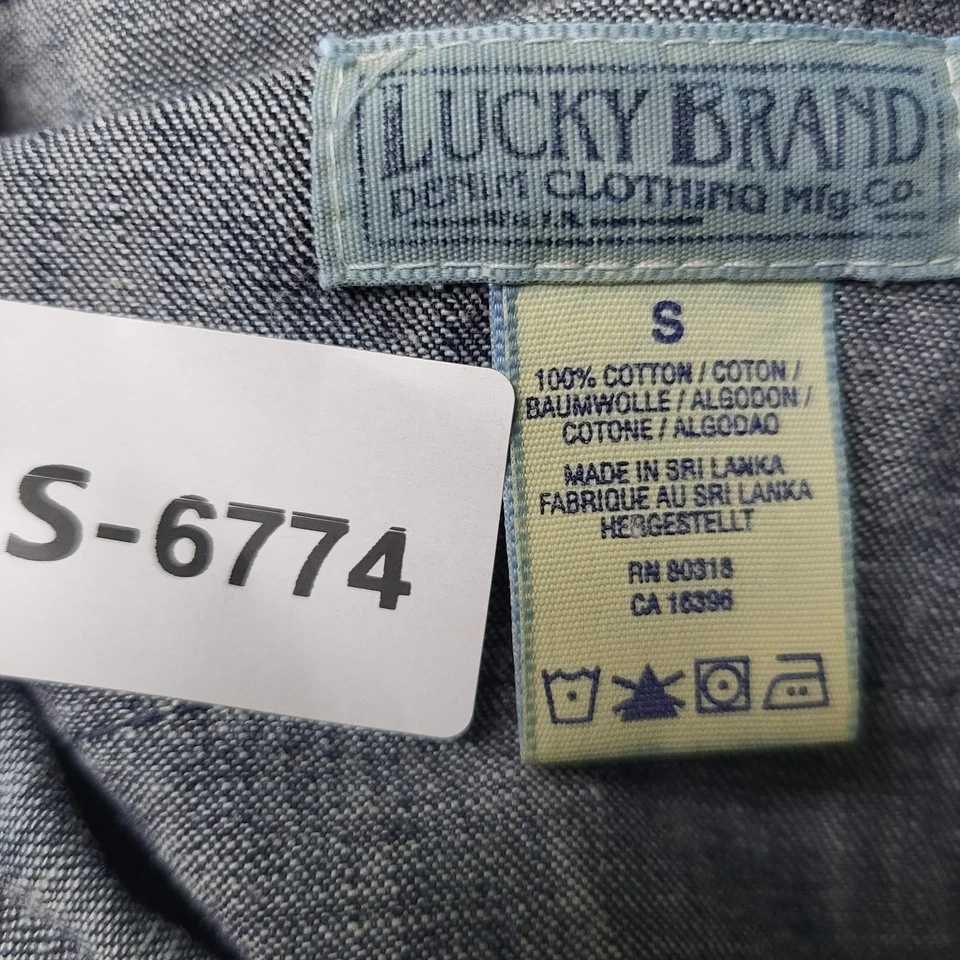 LUCKY BRAND
DENIM CLOTHING Mfg. Co.
S
100% COTTON / COTON /
BAUMWOLLE / ALGODON /
COTONE / ALGODAO
MADE IN SRI LANKA
FABRIQUE AU SRI LANKA
HERGESTELLT
RN 80318
CA 16396
S-6774